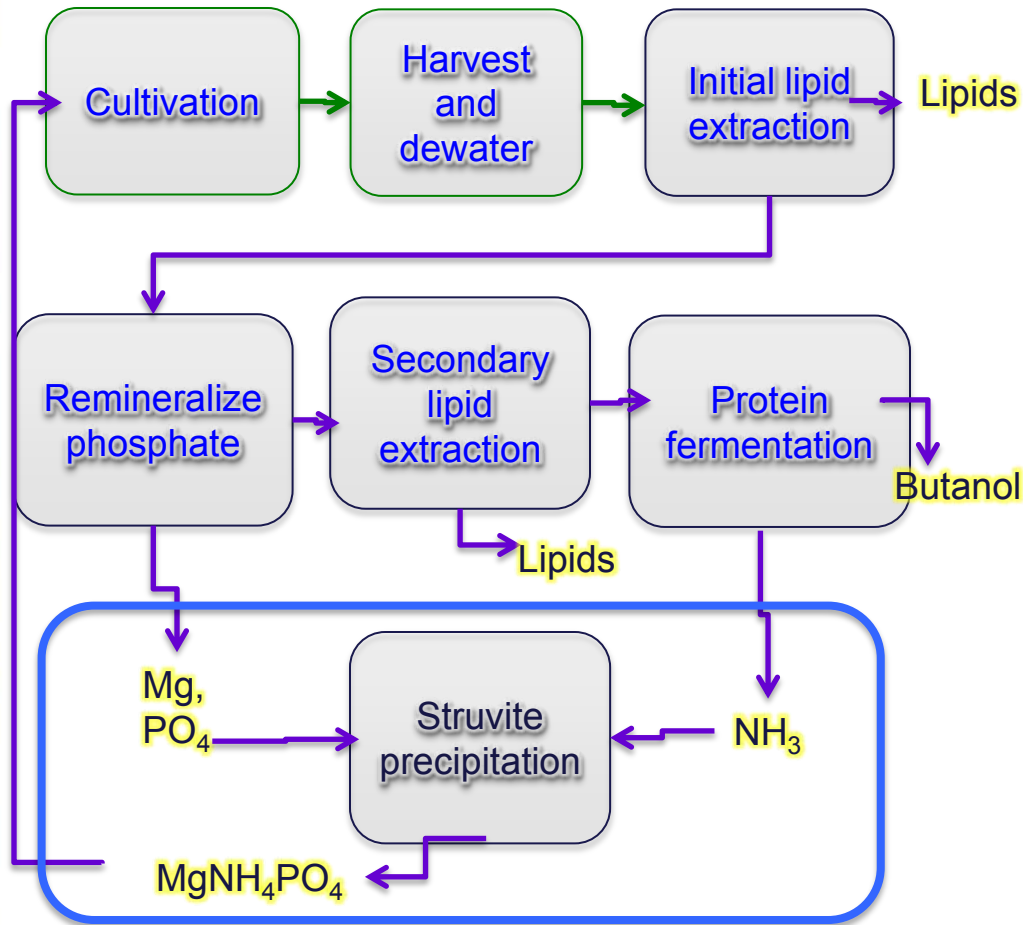 Cultivation
Harvest
and
dewater
Initial lipid
extraction
Lipids
Remineralize
phosphate
Secondary
lipid
extraction
Protein
fermentation
Butanol
Lipids
Mg,
PO₄
Struvite
precipitation
NH₃
MgNH₄PO₄